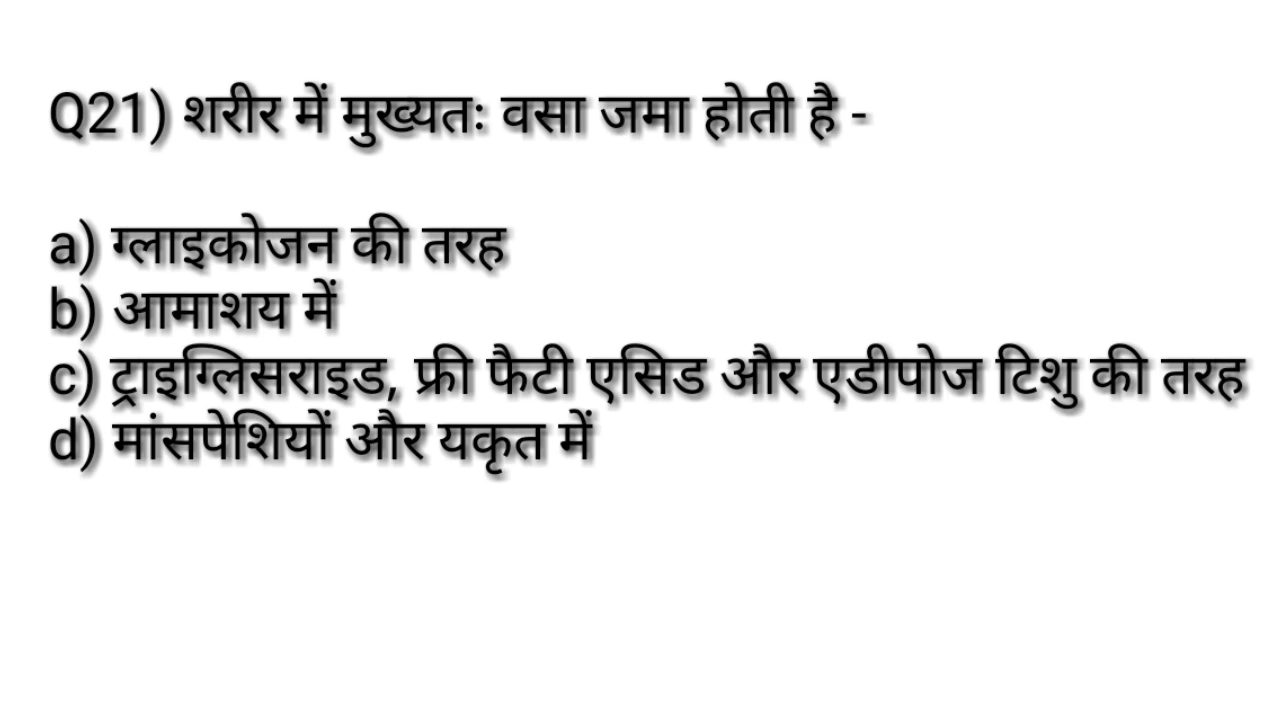 Q21) शरीर में मुख्यतः वसा जमा होती है -
a) ग्लाइकोजन की तरह
b) आमाशय में
c) ट्राइग्लिसराइड, फ्री फैटी एसिड और एडीपोज टिशु की तरह
d) मांसपेशियों और यकृत में